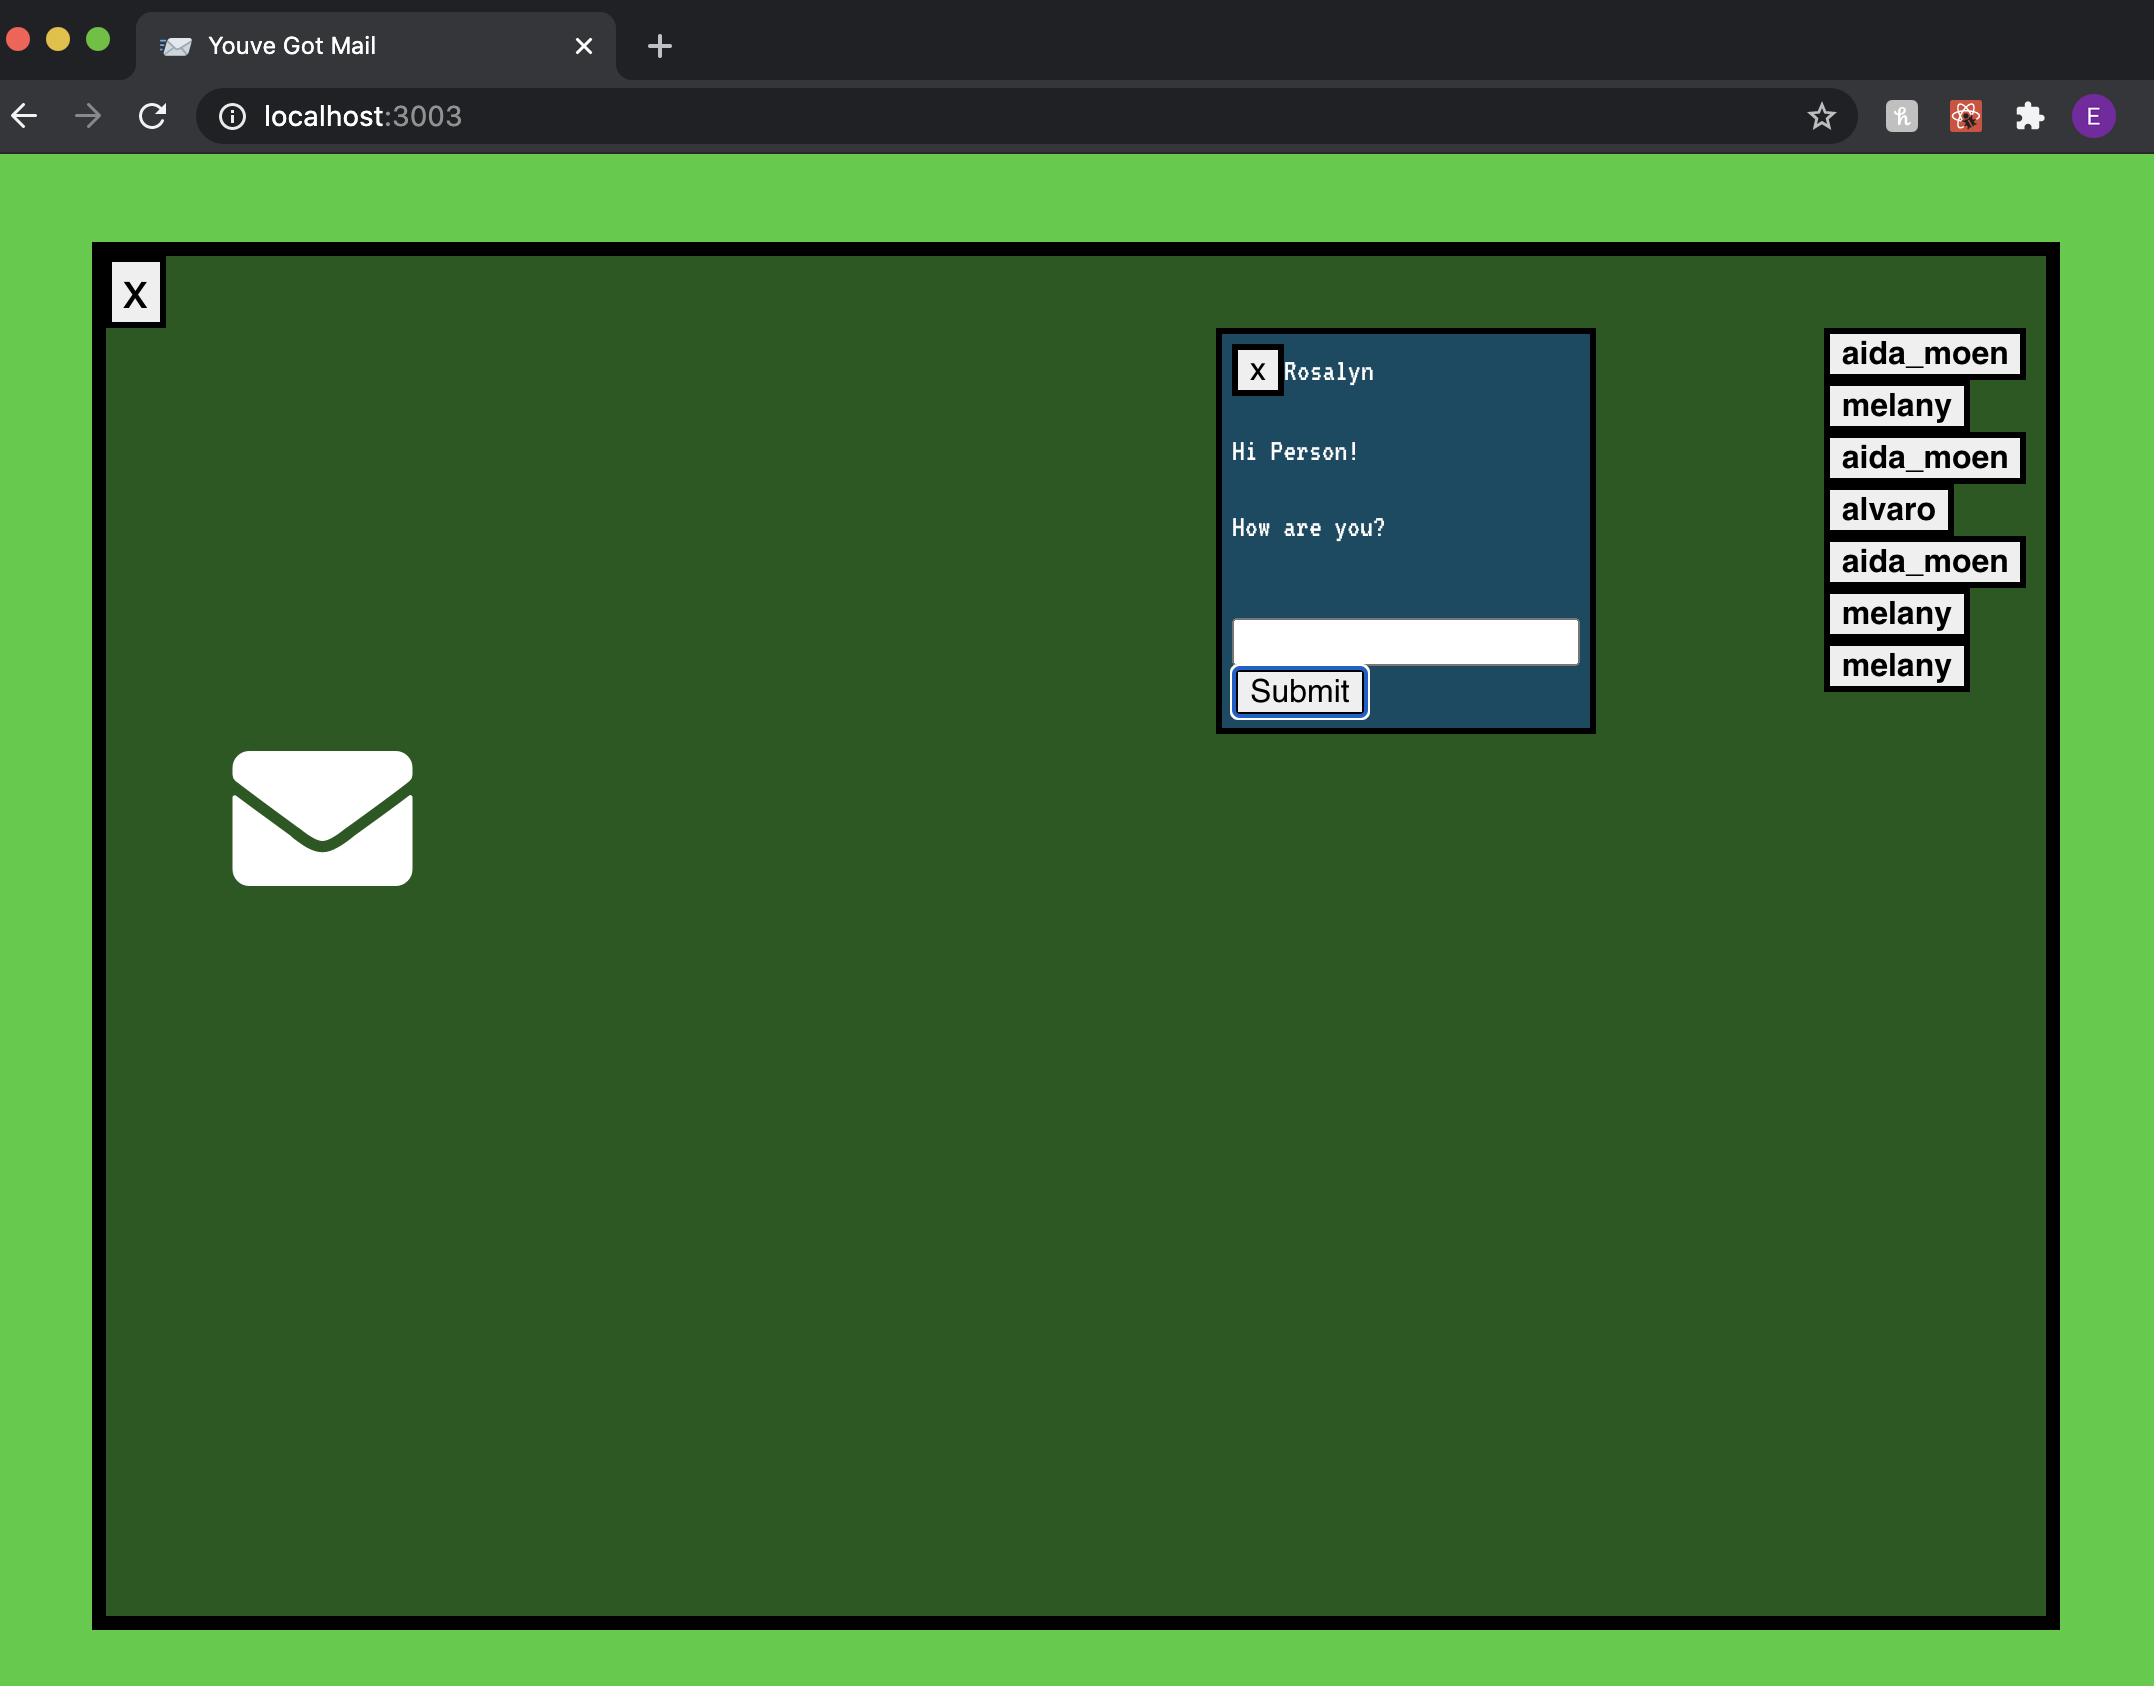 Youve Got Mail
localhost:3003
E
X
x Rosalyn
Hi Person!
How are you?
Submit
aida_moen
melany
aida_moen
alvaro
aida_moen
melany
melany